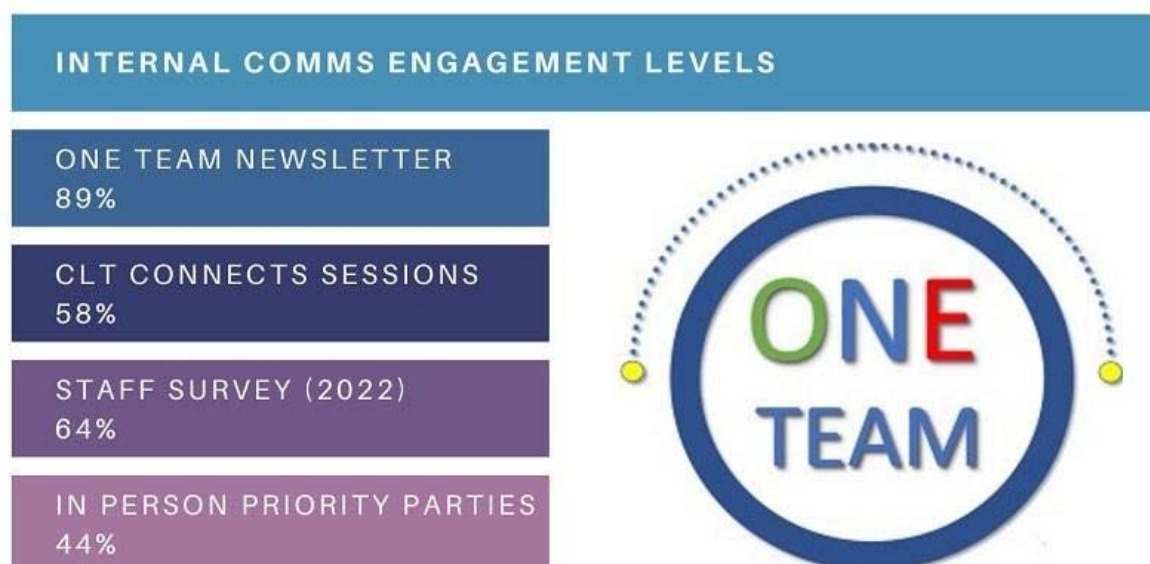 INTERNAL COMMS ENGAGEMENT LEVELS
ONE TEAM NEWSLETTER
89%
CLT CONNECTS SESSIONS
58%
STAFF SURVEY (2022)
64%
IN PERSON PRIORITY PARTIES
44%
ONE
TEAM